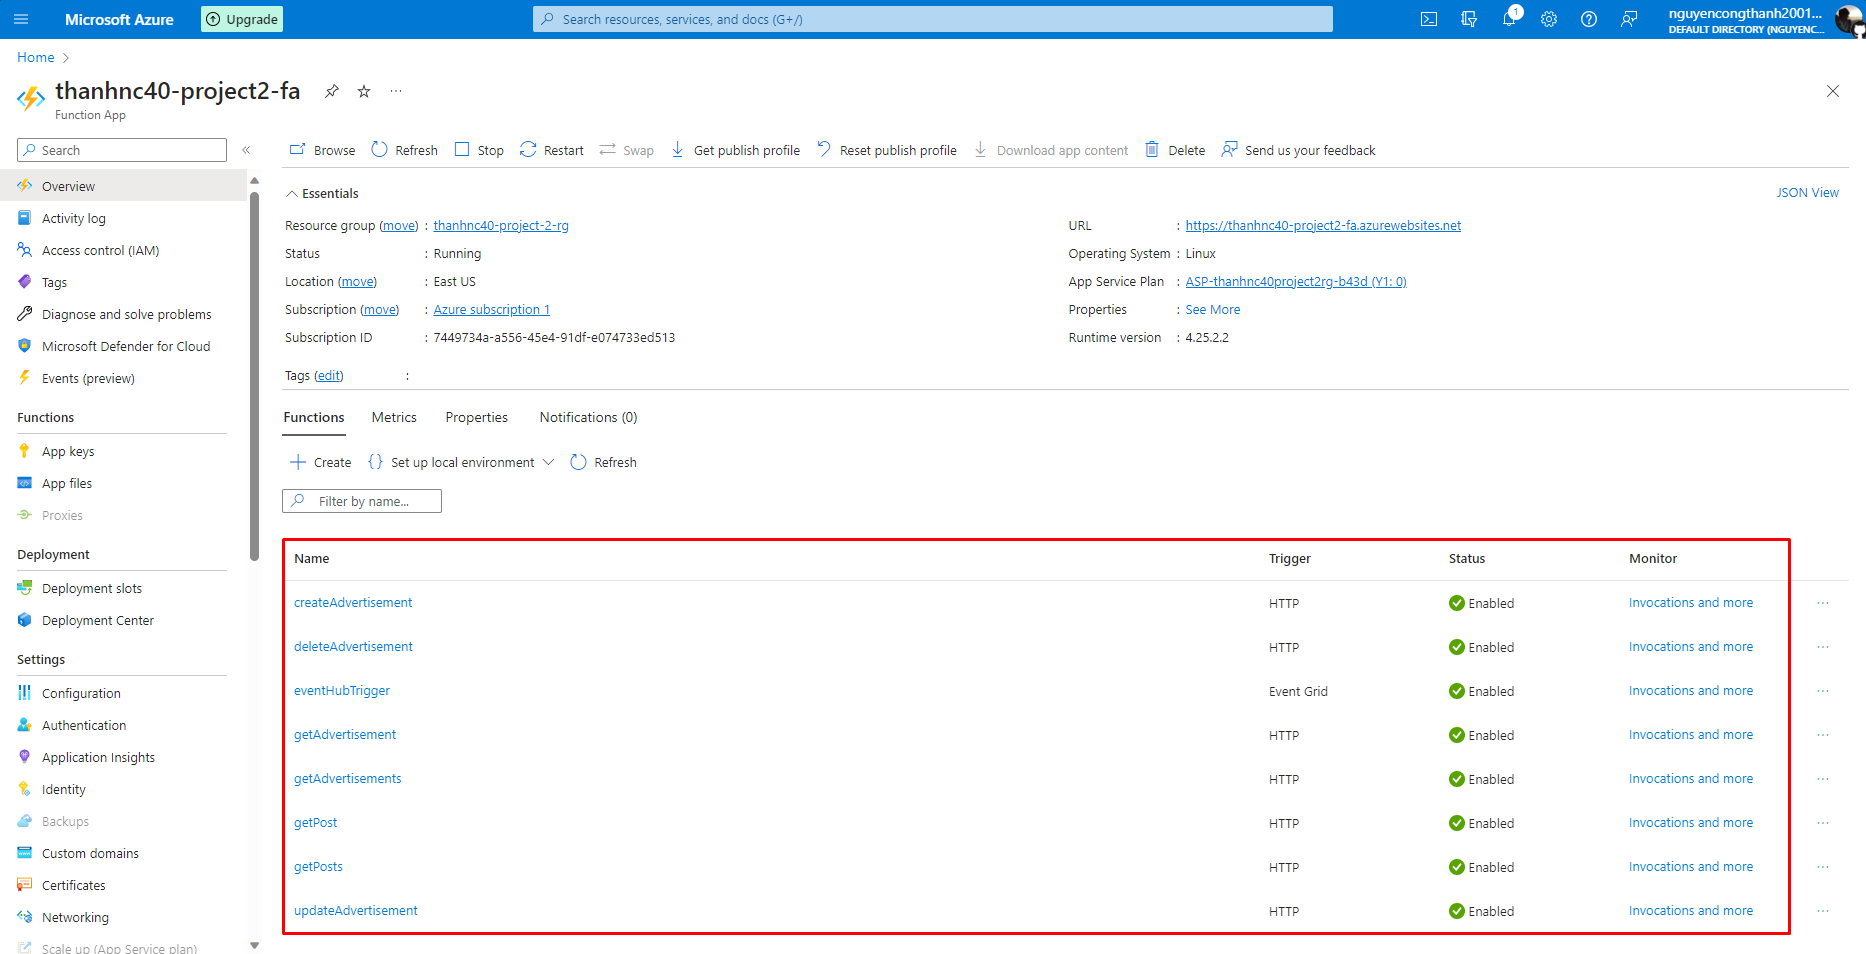 Microsoft Azure
Upgrade
Search resources, services, and docs (G+/)
1
nguyencongthanh2001...
DEFAULT DIRECTORY (NGUYENC...
Home
thanhnc40-project2-fa
...
Function App
Search
«
Browse
Refresh
Stop
Restart
Swap
Get publish profile
Reset publish profile
Download app content
Delete
Send us your feedback
Overview
Activity log
Access control (IAM)
Tags
Diagnose and solve problems
Microsoft Defender for Cloud
Events (preview)
Functions
App keys
App files
Proxies
Deployment
Deployment slots
Deployment Center
Settings
Configuration
Authentication
Application Insights
Identity
Backups
Custom domains
Certificates
Networking
Scale up (App Service plan)
Essentials
JSON View
Resource group (move) : thanhnc40-project-2-rg
Status : Running
Location (move) : East US
Subscription (move) : Azure subscription 1
Subscription ID : 7449734a-a556-45e4-91df-e074733ed513
Tags (edit) :
URL : https://thanhnc40-project2-fa.azurewebsites.net
Operating System : Linux
App Service Plan : ASP-thanhnc40project2rg-b43d (Y1: 0)
Properties : See More
Runtime version : 4.25.2.2
Functions Metrics Properties Notifications (0)
Create {} Set up local environment Refresh
Filter by name...
Name Trigger Status Monitor
createAdvertisement HTTP Enabled Invocations and more ...
deleteAdvertisement HTTP Enabled Invocations and more ...
eventHubTrigger Event Grid Enabled Invocations and more ...
getAdvertisement HTTP Enabled Invocations and more ...
getAdvertisements HTTP Enabled Invocations and more ...
getPost HTTP Enabled Invocations and more ...
getPosts HTTP Enabled Invocations and more ...
updateAdvertisement HTTP Enabled Invocations and more ...